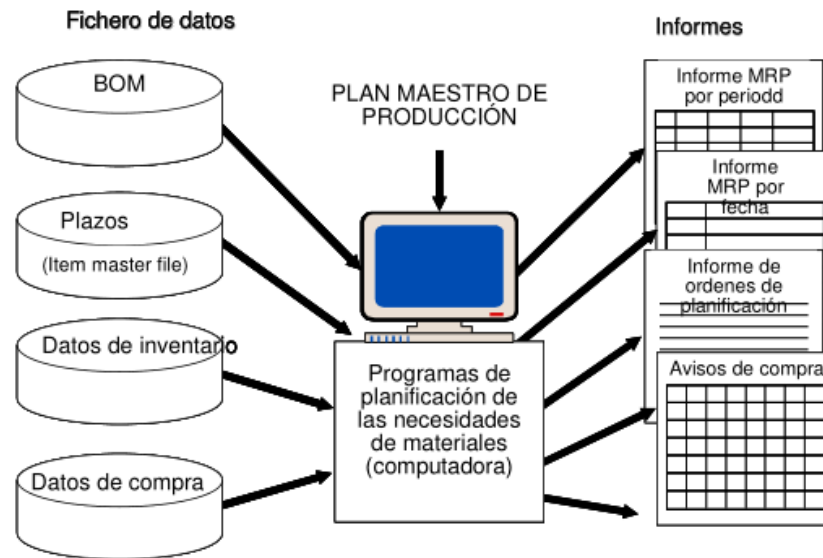 Fichero de datos
Informes
BOM
Plazos
(Item master file)
Datos de inventario
Datos de compra
PLAN MAESTRO DE
PRODUCCIÓN
Programas de
planificación de
las necesidades
de materiales
(computadora)
Informe MRP
por periodd
Informe
MRP por
fecha
Informe de
ordenes de
planificación
Avisos de compra